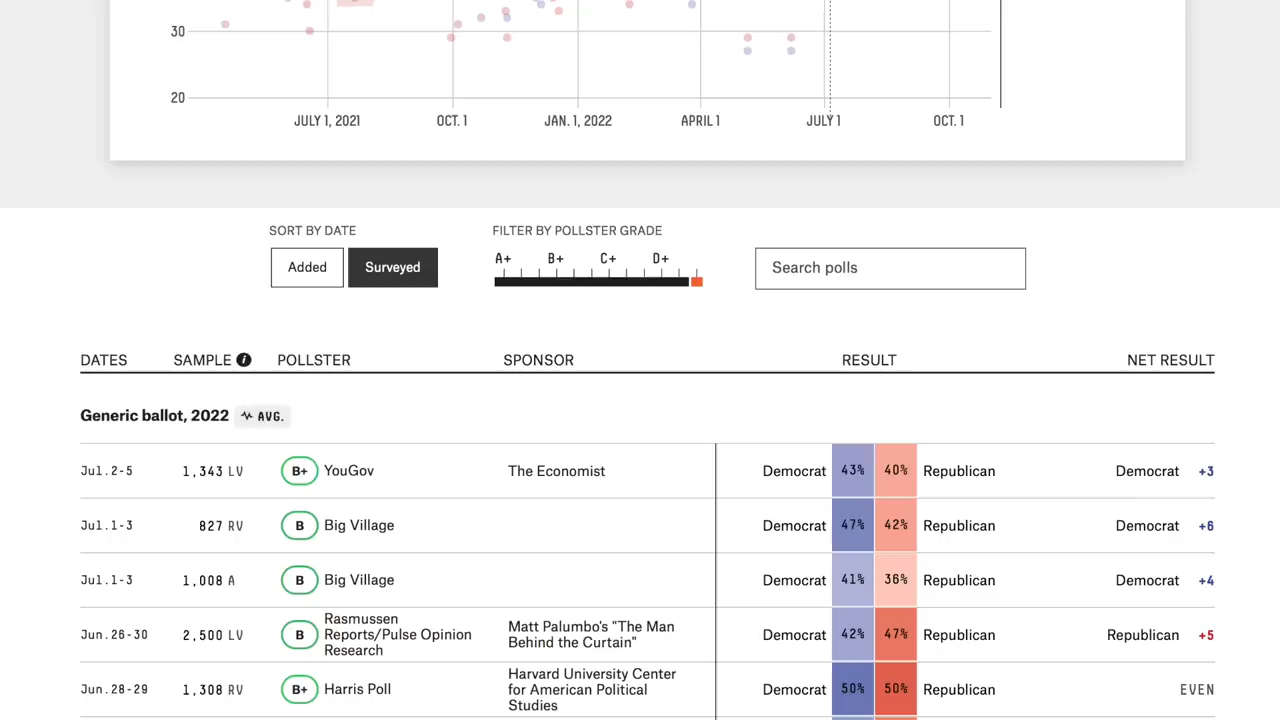 30
20
JULY 1, 2021 OCT. 1 JAN. 1, 2022 APRIL 1 JULY 1 OCT. 1
SORT BY DATE FILTER BY POLLSTER GRADE
Added Surveyed A+ B+ C+ D+ Search polls
DATES SAMPLE i POLLSTER SPONSOR RESULT NET RESULT
Generic ballot, 2022 AVG.
Jul. 2-5 1,343 LV B+ YouGov The Economist Democrat 43% 40% Republican Democrat +3
Jul. 1-3 827 RV B Big Village Democrat 47% 42% Republican Democrat +6
Jul. 1-3 1,008 A B Big Village Democrat 41% 36% Republican Democrat +4
Jun. 26-30 2,500 LV B Rasmussen
Reports/Pulse Opinion
Research Matt Palumbo's "The Man
Behind the Curtain" Democrat 42% 47% Republican Republican +5
Jun. 28-29 1,308 RV B+ Harris Poll Harvard University Center
for American Political
Studies Democrat 50% 50% Republican EVEN